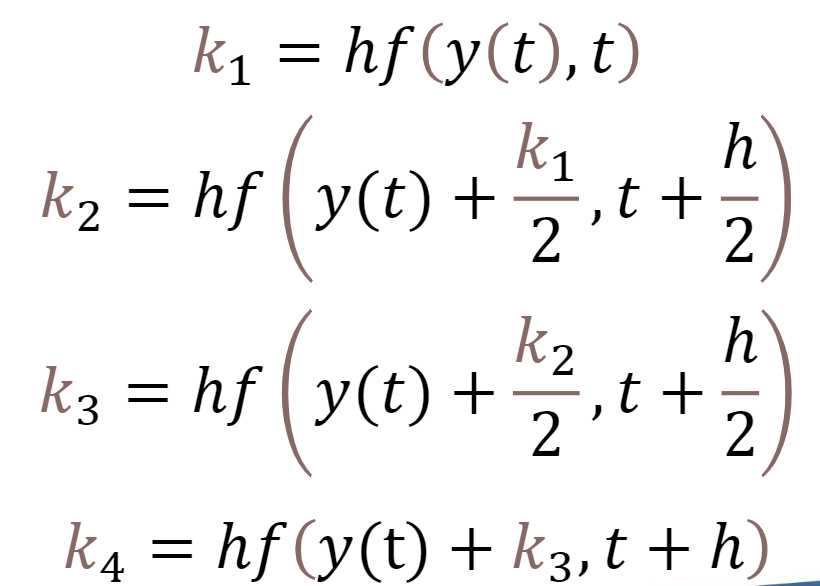 k₁ = hf(y(t), t)
k₂ = hf(y(t) + k₁/2, t + h/2)
k₃ = hf(y(t) + k₂/2, t + h/2)
k₄ = hf(y(t) + k₃, t + h)